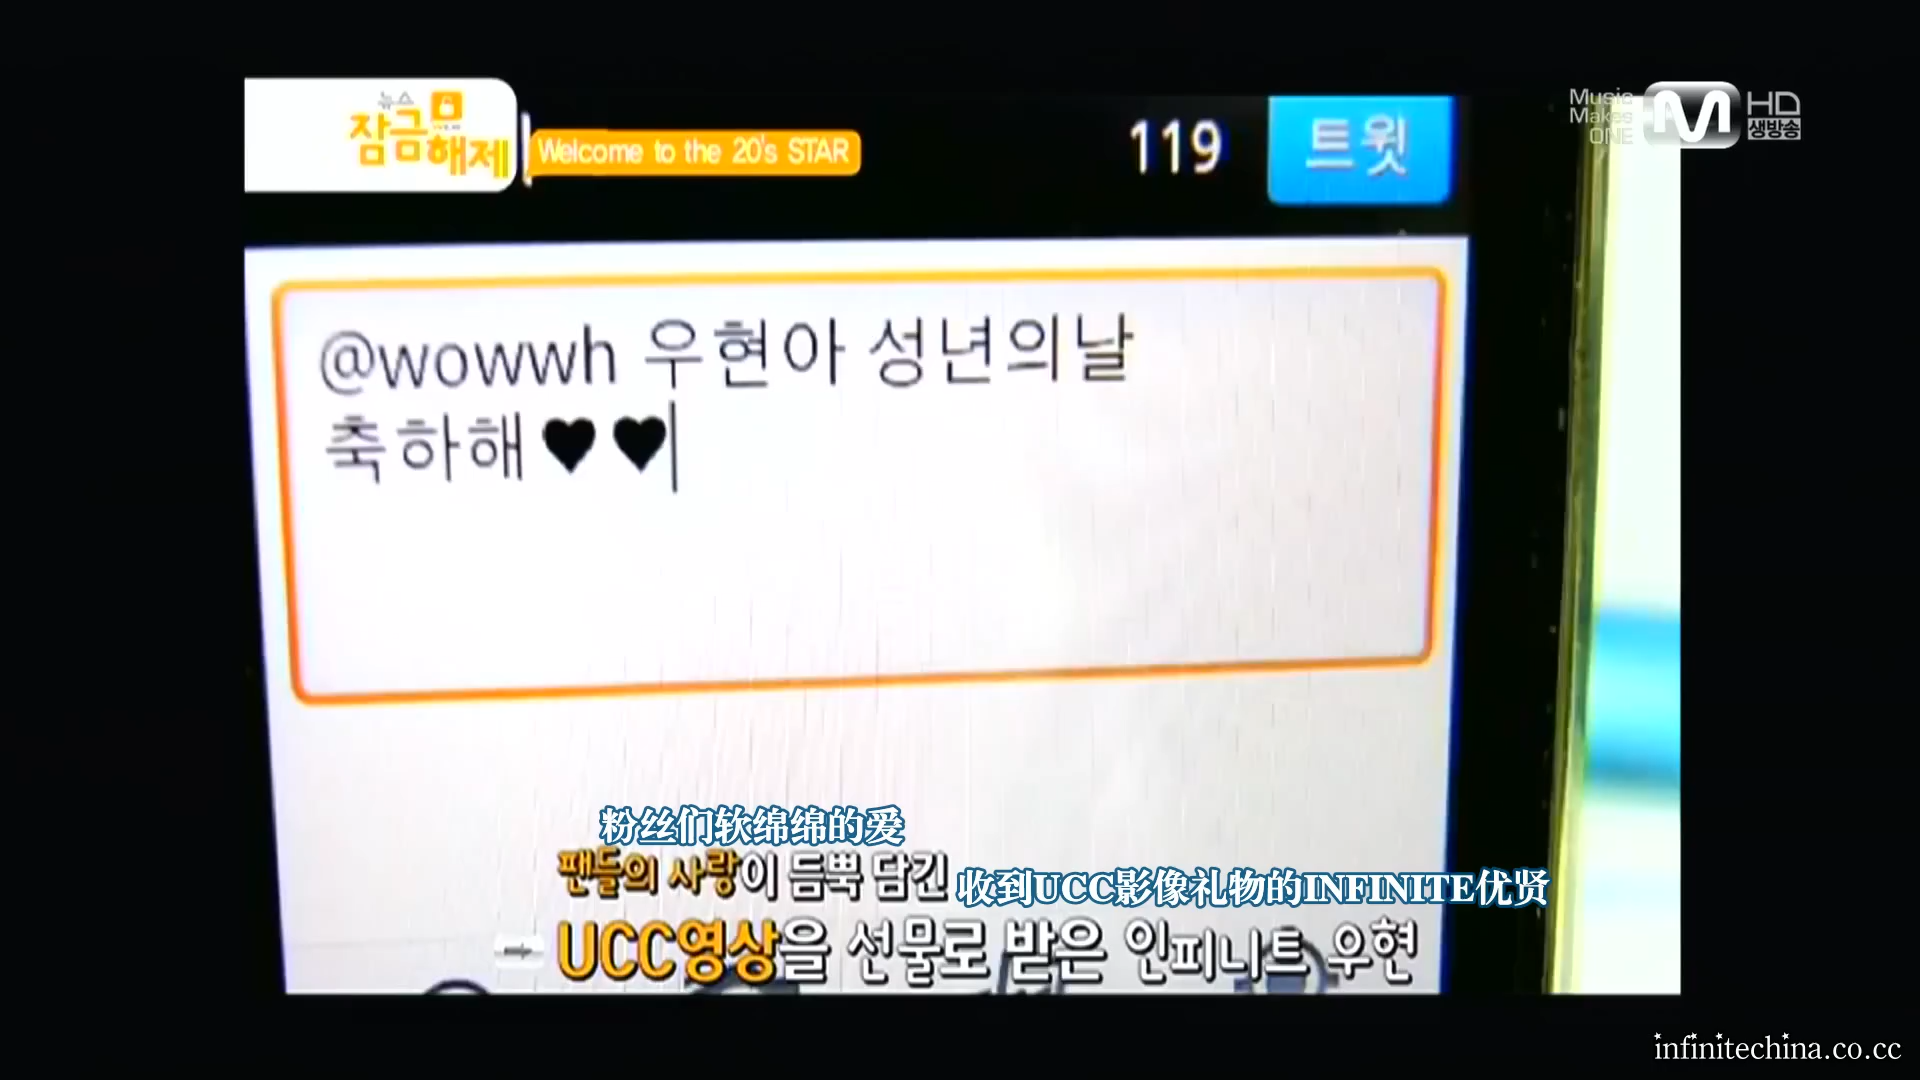 뉴스
잠금해제
Welcome to the 20's STAR
119
트윗
Music
Makes
ONE
M
HD
생방송
@wowwh 우현아 성년의날
축하해♥♥
粉丝们软绵绵的爱
팬들의 사랑이 듬뿍 담긴
收到UCC影像礼物的INFINITE优贤
UCC영상을 선물로 받은 인피니트 우현
infinitechina.co.cc